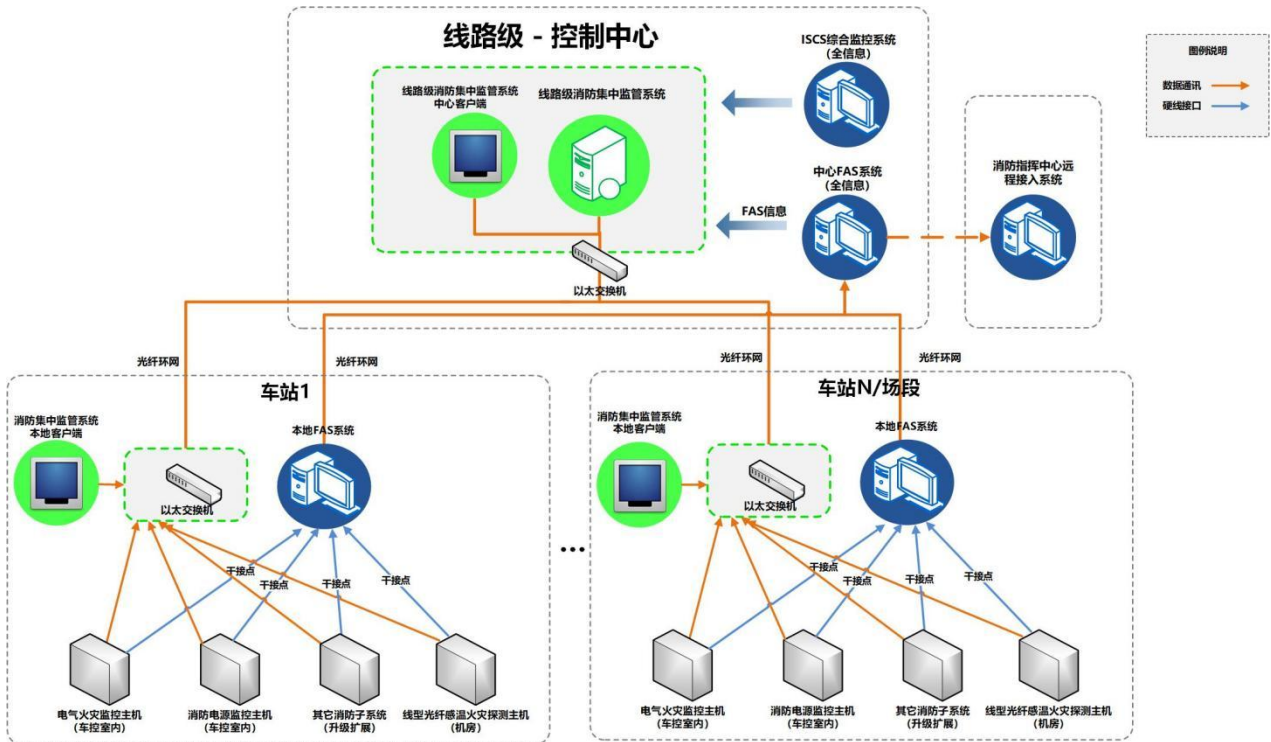 线路级 - 控制中心
ISCS综合监控系统
(全信息)
图例说明
数据通讯
硬线接口
线路级消防集中监管系统
中心客户端
线路级消防集中监管系统
中心FAS系统
(全信息)
消防指挥中心远
程接入系统
FAS信息
以太交换机
光纤环网
光纤环网
光纤环网
光纤环网
车站1
消防集中监管系统
本地客户端
本地FAS系统
以太交换机
干接点
干接点
干接点
干接点
电气火灾监控主机
(车控室内)
消防电源监控主机
(车控室内)
其它消防子系统
(升级扩展)
线型光纤感温火灾探测主机
(机房)
...
车站N/场段
消防集中监管系统
本地客户端
本地FAS系统
以太交换机
干接点
干接点
干接点
干接点
电气火灾监控主机
(车控室内)
消防电源监控主机
(车控室内)
其它消防子系统
(升级扩展)
线型光纤感温火灾探测主机
(机房)